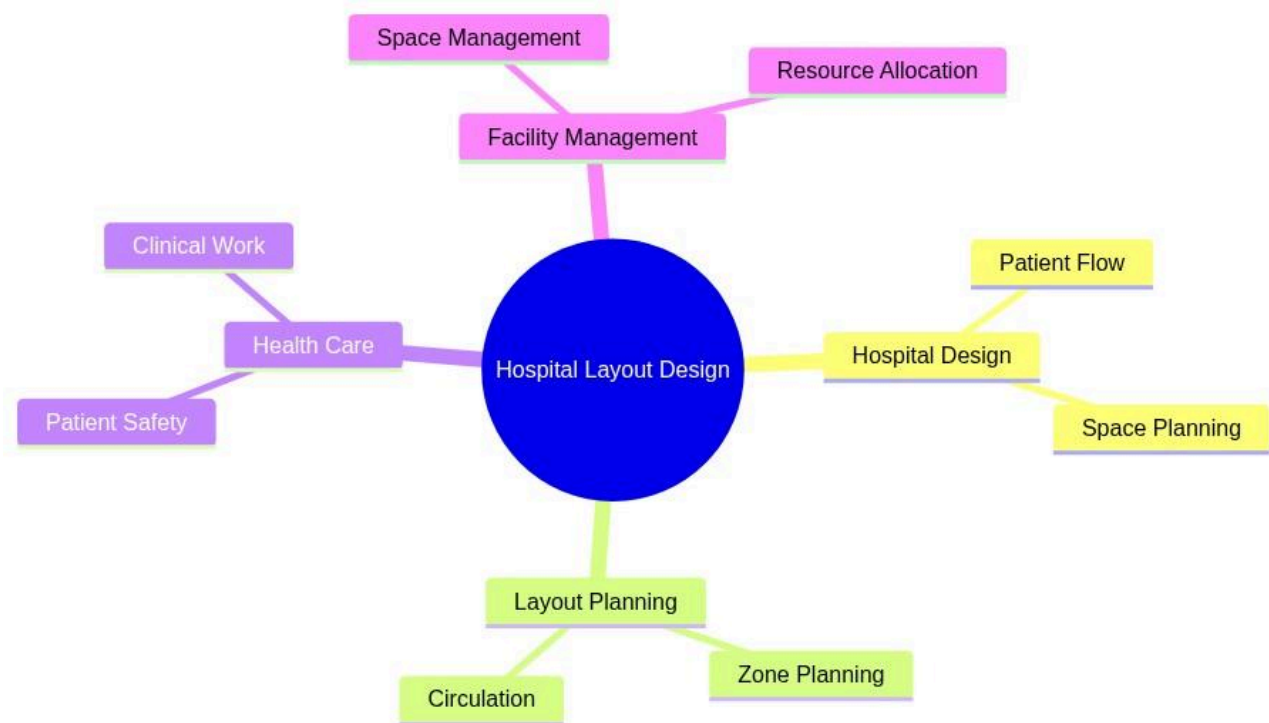 Space Management
Resource Allocation
Facility Management
Clinical Work
Patient Flow
Health Care
Hospital Layout Design
Hospital Design
Patient Safety
Space Planning
Layout Planning
Zone Planning
Circulation